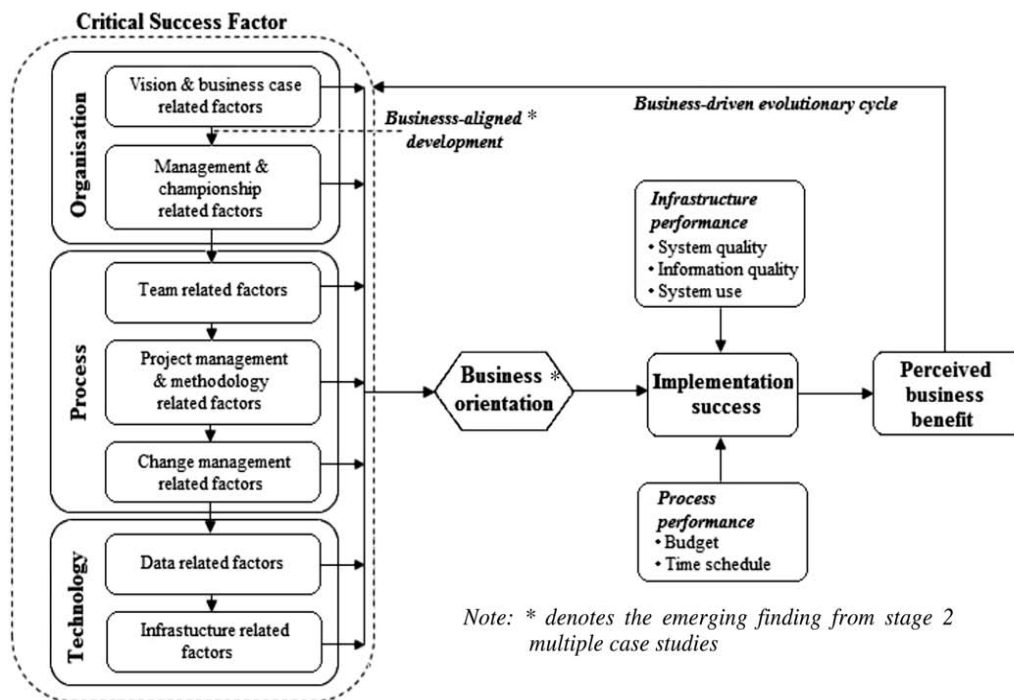 Critical Success Factor
Organisation
Vision & business case
related factors
Businesss-aligned *
development
Management &
championship
related factors
Process
Team related factors
Project management
& methodology
related factors
Change management
related factors
Technology
Data related factors
Infrastucture related
factors
Business *
orientation
Business-driven evolutionary cycle
Infrastructure
performance
• System quality
• Information quality
• System use
Implementation
success
Process
performance
• Budget
• Time schedule
Perceived
business
benefit
Note: * denotes the emerging finding from stage 2
multiple case studies